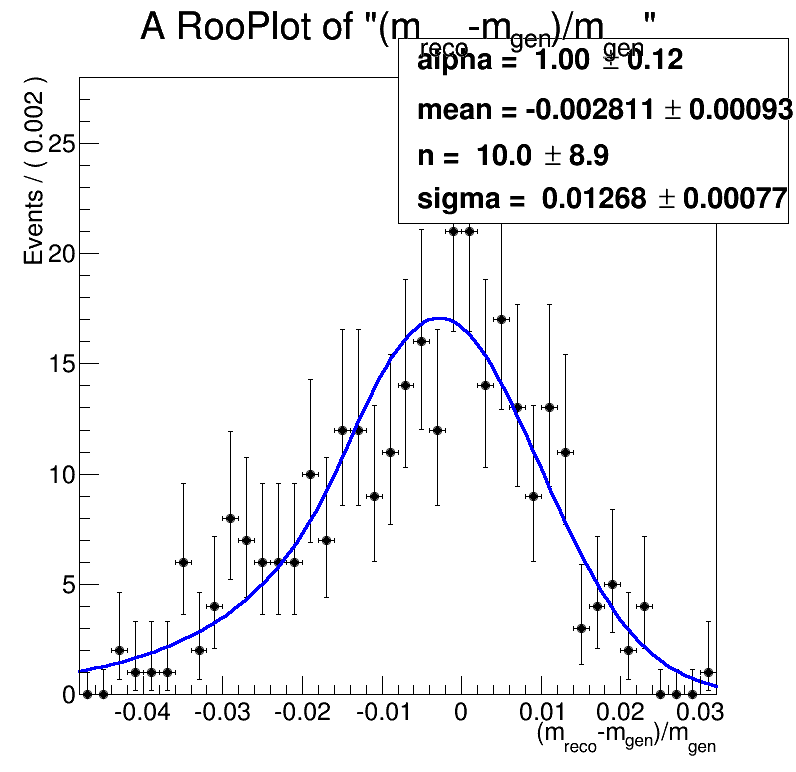 A RooPlot of "(m_reco-m_gen)/m_gen"
alpha = 1.00 ± 0.12
mean = -0.002811 ± 0.00093
n = 10.0 ± 8.9
sigma = 0.01268 ± 0.00077
Events / ( 0.002 )
25
20
15
10
5
0
-0.04 -0.03 -0.02 -0.01 0 0.01 0.02 0.03
(m_reco-m_gen)/m_gen